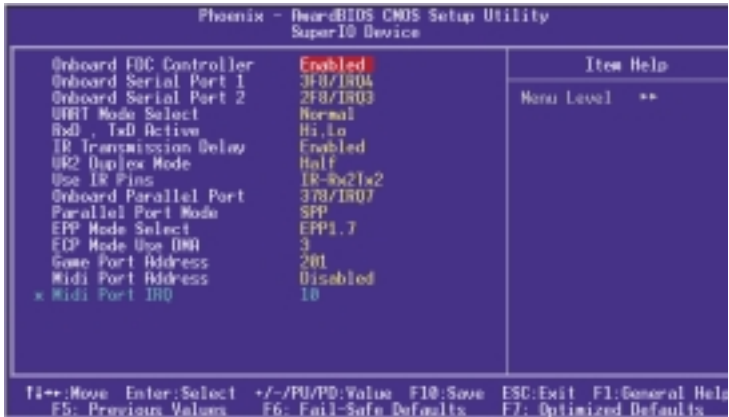 Phoenix - AwardBIOS CMOS Setup Utility
SuperIO Device
Onboard FDC Controller Enabled
Onboard Serial Port 1 3F8/IRQ4
Onboard Serial Port 2 2F8/IRQ3
UART Mode Select Normal
RxD , TxD Active Hi,Lo
IR Transmission Delay Enabled
UR2 Duplex Mode Half
Use IR Pins IR-Rx2Tx2
Onboard Parallel Port 378/IRQ7
Parallel Port Mode SPP
EPP Mode Select EPP1.7
ECP Mode Use DMA 3
Game Port Address 201
Midi Port Address Disabled
x Midi Port IRQ 10
Item Help
Menu Level ▸▸
↑↓→←:Move Enter:Select +/-/PU/PD:Value F10:Save ESC:Exit F1:General Help
F5: Previous Values F6: Fail-Safe Defaults F7: Optimized Defaults